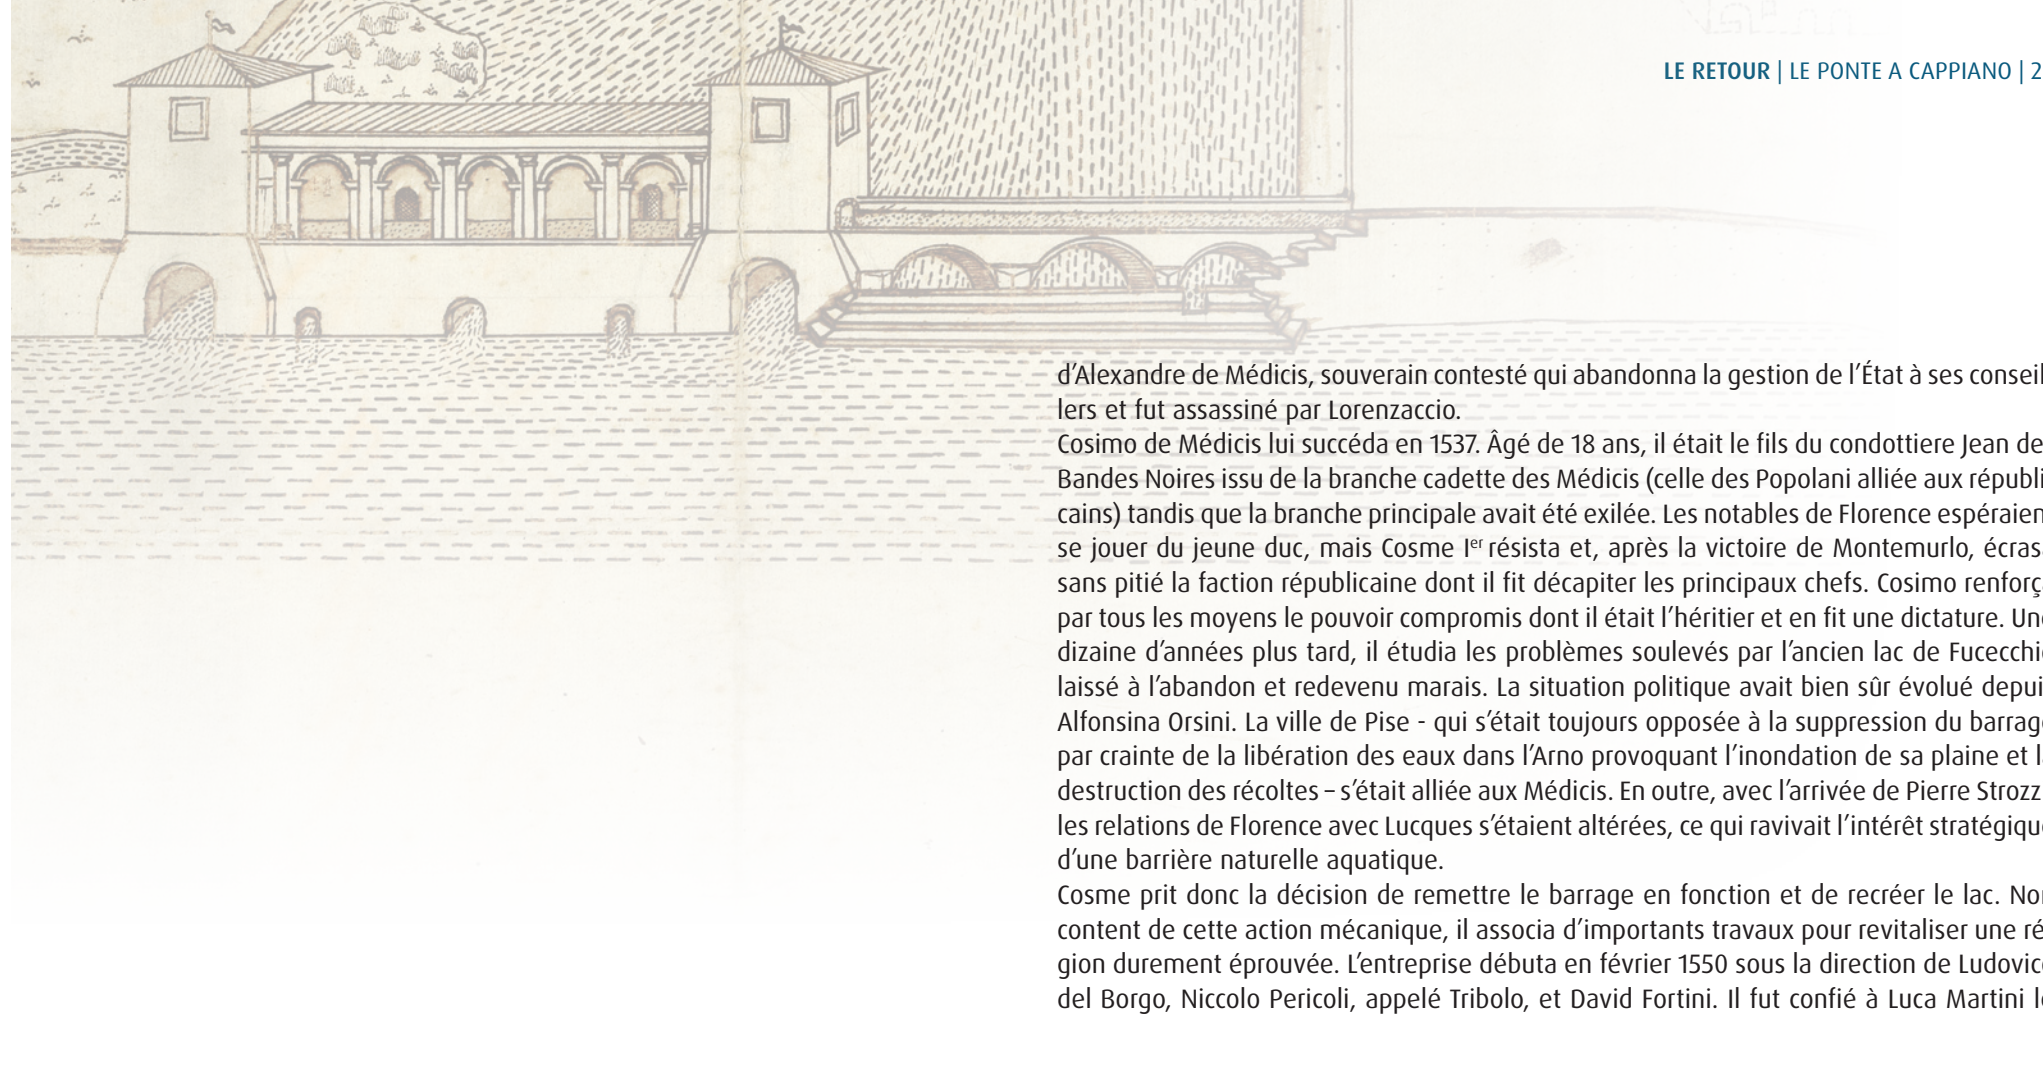 LE RETOUR | LE PONTE A CAPPIANO | 2
d’Alexandre de Médicis, souverain contesté qui abandonna la gestion de l’État à ses conseil
lers et fut assassiné par Lorenzaccio.
Cosimo de Médicis lui succéda en 1537. Âgé de 18 ans, il était le fils du condottiere Jean de
Bandes Noires issu de la branche cadette des Médicis (celle des Popolani alliée aux républi
cains) tandis que la branche principale avait été exilée. Les notables de Florence espéraien
se jouer du jeune duc, mais Cosme Ier résista et, après la victoire de Montemurlo, écras
sans pitié la faction républicaine dont il fit décapiter les principaux chefs. Cosimo renforç
par tous les moyens le pouvoir compromis dont il était l’héritier et en fit une dictature. Une
dizaine d’années plus tard, il étudia les problèmes soulevés par l’ancien lac de Fucecchi
laissé à l’abandon et redevenu marais. La situation politique avait bien sûr évolué depui
Alfonsina Orsini. La ville de Pise - qui s’était toujours opposée à la suppression du barrage
par crainte de la libération des eaux dans l’Arno provoquant l’inondation de sa plaine et l
destruction des récoltes – s’était alliée aux Médicis. En outre, avec l’arrivée de Pierre Strozz
les relations de Florence avec Lucques s’étaient altérées, ce qui ravivait l’intérêt stratégique
d’une barrière naturelle aquatique.
Cosme prit donc la décision de remettre le barrage en fonction et de recréer le lac. Non
content de cette action mécanique, il associa d’importants travaux pour revitaliser une ré
gion durement éprouvée. L’entreprise débuta en février 1550 sous la direction de Ludovico
del Borgo, Niccolo Pericoli, appelé Tribolo, et David Fortini. Il fut confié à Luca Martini l